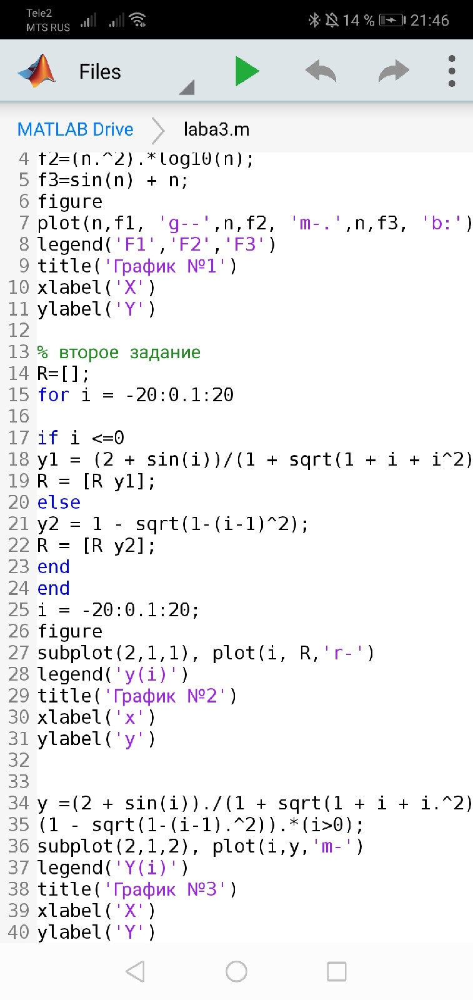 Tele2
MTS RUS
14 % 21:46
Files
MATLAB Drive laba3.m
4 f2=(n.^2).*log10(n);
5 f3=sin(n) + n;
6 figure
7 plot(n,f1, 'g--',n,f2, 'm-.',n,f3, 'b:')
8 legend('F1','F2','F3')
9 title('График №1')
10 xlabel('X')
11 ylabel('Y')
12
13 % второе задание
14 R=[];
15 for i = -20:0.1:20
16
17 if i <=0
18 y1 = (2 + sin(i))/(1 + sqrt(1 + i + i^2)
19 R = [R y1];
20 else
21 y2 = 1 - sqrt(1-(i-1)^2);
22 R = [R y2];
23 end
24 end
25 i = -20:0.1:20;
26 figure
27 subplot(2,1,1), plot(i, R,'r-')
28 legend('y(i)')
29 title('График №2')
30 xlabel('x')
31 ylabel('y')
32
33
34 y =(2 + sin(i))./(1 + sqrt(1 + i + i.^2)
35 (1 - sqrt(1-(i-1).^2)).*(i>0);
36 subplot(2,1,2), plot(i,y,'m-')
37 legend('Y(i)')
38 title('График №3')
39 xlabel('X')
40 ylabel('Y')